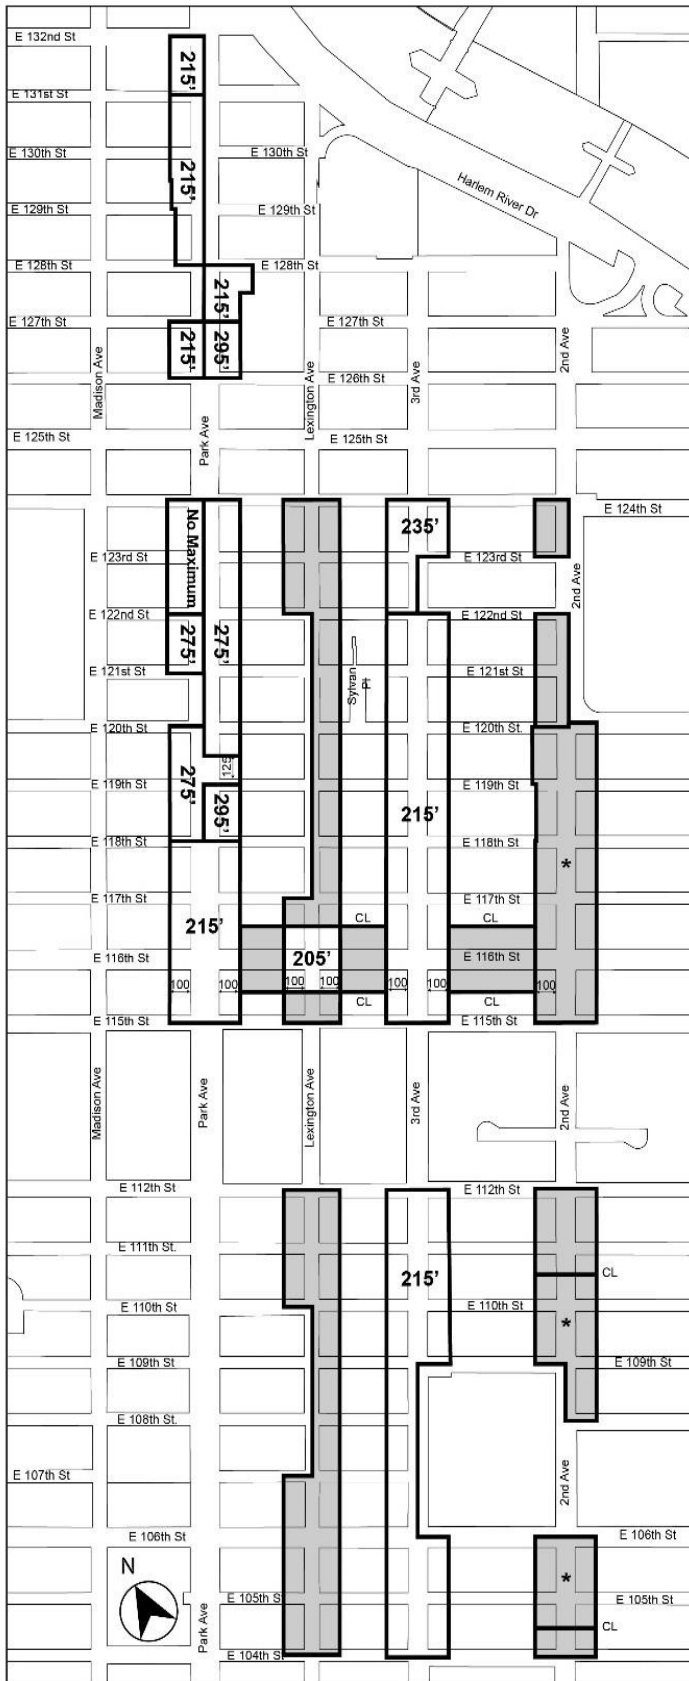 E 132nd St
215'
E 131st St
E 130th St
215'
E 130th St
Harlem River Dr
E 129th St
E 129th St
E 128th St
E 128th St
215'
E 127th St
E 127th St
215'
295'
Madison Ave
Lexington Ave
3rd Ave
2nd Ave
E 126th St
Park Ave
E 125th St
E 125th St
No Maximum
235'
E 124th St
E 123rd St
E 123rd St
2nd Ave
E 122nd St
E 122nd St
275'
275'
E 121st St
Sylvan Pl
E 121st St
E 120th St
E 120th St.
125
E 119th St
275'
E 119th St
295'
215'
E 118th St
E 118th St
*
E 117th St
E 117th St
215'
CL
CL
E 116th St
205'
E 116th St
100
100
100
100
100
100
100
CL
CL
E 115th St
E 115th St
Madison Ave
Park Ave
Lexington Ave
3rd Ave
2nd Ave
E 112th St
E 112th St
E 111th St.
215'
CL
E 110th St
E 110th St
*
E 109th St
E 109th St
E 108th St.
E 107th St
2nd Ave
E 106th St
E 106th St
N
*
E 105th St
E 105th St
Park Ave
CL
E 104th St